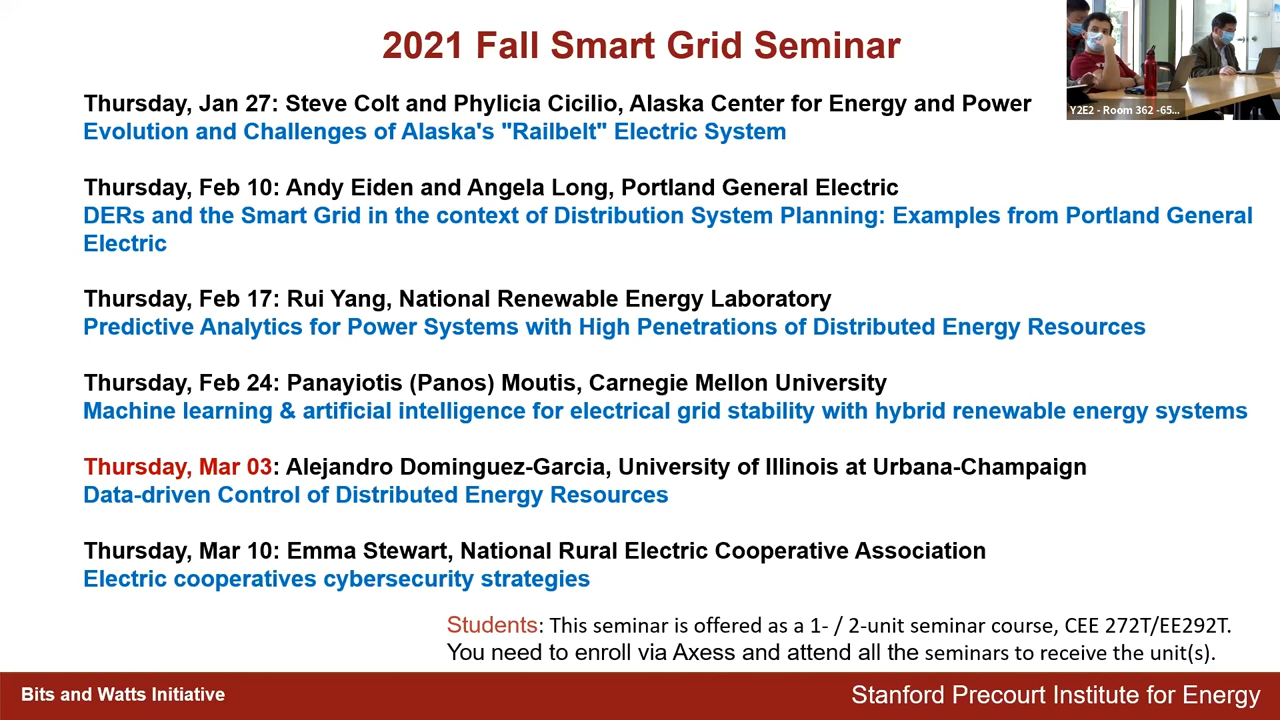 2021 Fall Smart Grid Seminar
Y2E2 - Room 362 -65...
Thursday, Jan 27: Steve Colt and Phylicia Cicilio, Alaska Center for Energy and Power
Evolution and Challenges of Alaska's "Railbelt" Electric System
Thursday, Feb 10: Andy Eiden and Angela Long, Portland General Electric
DERs and the Smart Grid in the context of Distribution System Planning: Examples from Portland General
Electric
Thursday, Feb 17: Rui Yang, National Renewable Energy Laboratory
Predictive Analytics for Power Systems with High Penetrations of Distributed Energy Resources
Thursday, Feb 24: Panayiotis (Panos) Moutis, Carnegie Mellon University
Machine learning & artificial intelligence for electrical grid stability with hybrid renewable energy systems
Thursday, Mar 03: Alejandro Dominguez-Garcia, University of Illinois at Urbana-Champaign
Data-driven Control of Distributed Energy Resources
Thursday, Mar 10: Emma Stewart, National Rural Electric Cooperative Association
Electric cooperatives cybersecurity strategies
Students: This seminar is offered as a 1- / 2-unit seminar course, CEE 272T/EE292T.
You need to enroll via Axess and attend all the seminars to receive the unit(s).
Bits and Watts Initiative
Stanford Precourt Institute for Energy